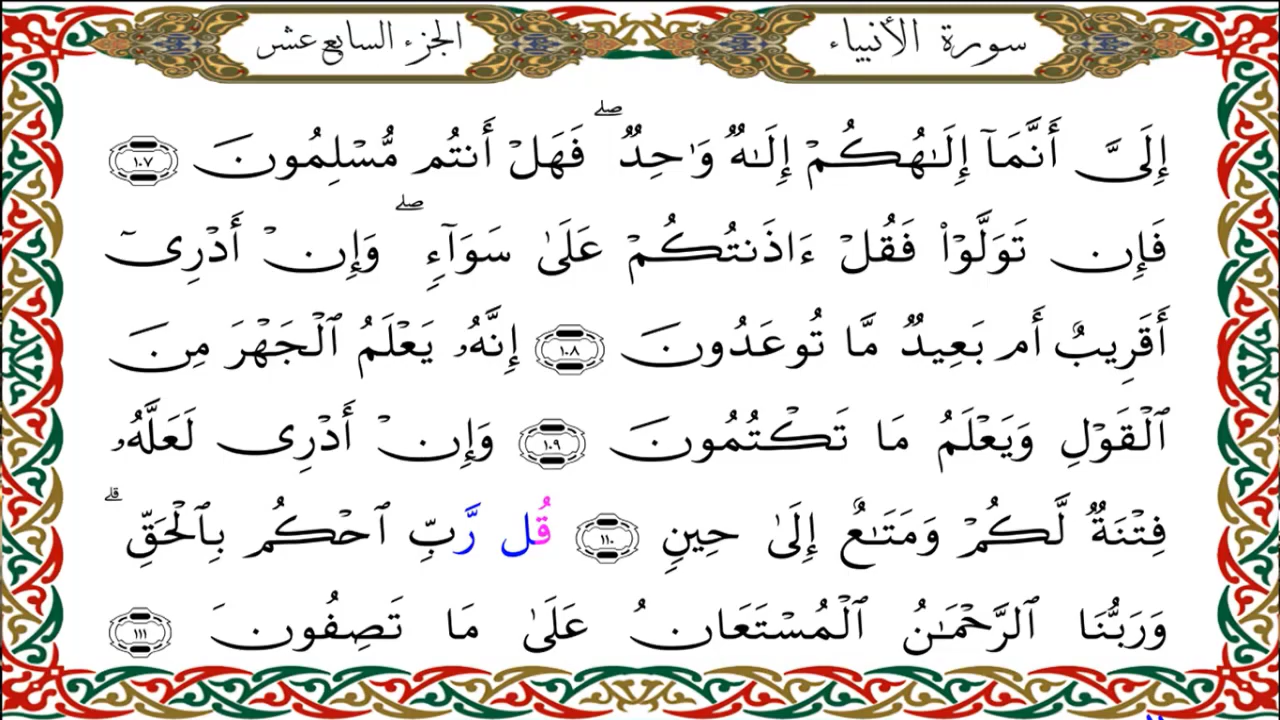 سورة الأنبياء
الجزء السابع عشر
إِلَىَّ أَنَّمَآ إِلَـٰهُكُمْ إِلَـٰهٌ وَٰحِدٌ ۖ فَهَلْ أَنتُم مُّسْلِمُونَ ١٠٧
فَإِن تَوَلَّوْا۟ فَقُلْ ءَاذَنتُكُمْ عَلَىٰ سَوَآءٍ ۖ وَإِنْ أَدْرِىٓ
أَقَرِيبٌ أَم بَعِيدٌ مَّا تُوعَدُونَ ١٠٨ إِنَّهُۥ يَعْلَمُ ٱلْجَهْرَ مِنَ
ٱلْقَوْلِ وَيَعْلَمُ مَا تَكْتُمُونَ ١٠٩ وَإِنْ أَدْرِى لَعَلَّهُۥ
فِتْنَةٌ لَّكُمْ وَمَتَـٰعٌ إِلَىٰ حِينٍ ١١٠ قُل رَّبِّ ٱحْكُم بِٱلْحَقِّ ۗ
وَرَبُّنَا ٱلرَّحْمَـٰنُ ٱلْمُسْتَعَانُ عَلَىٰ مَا تَصِفُونَ ١١١